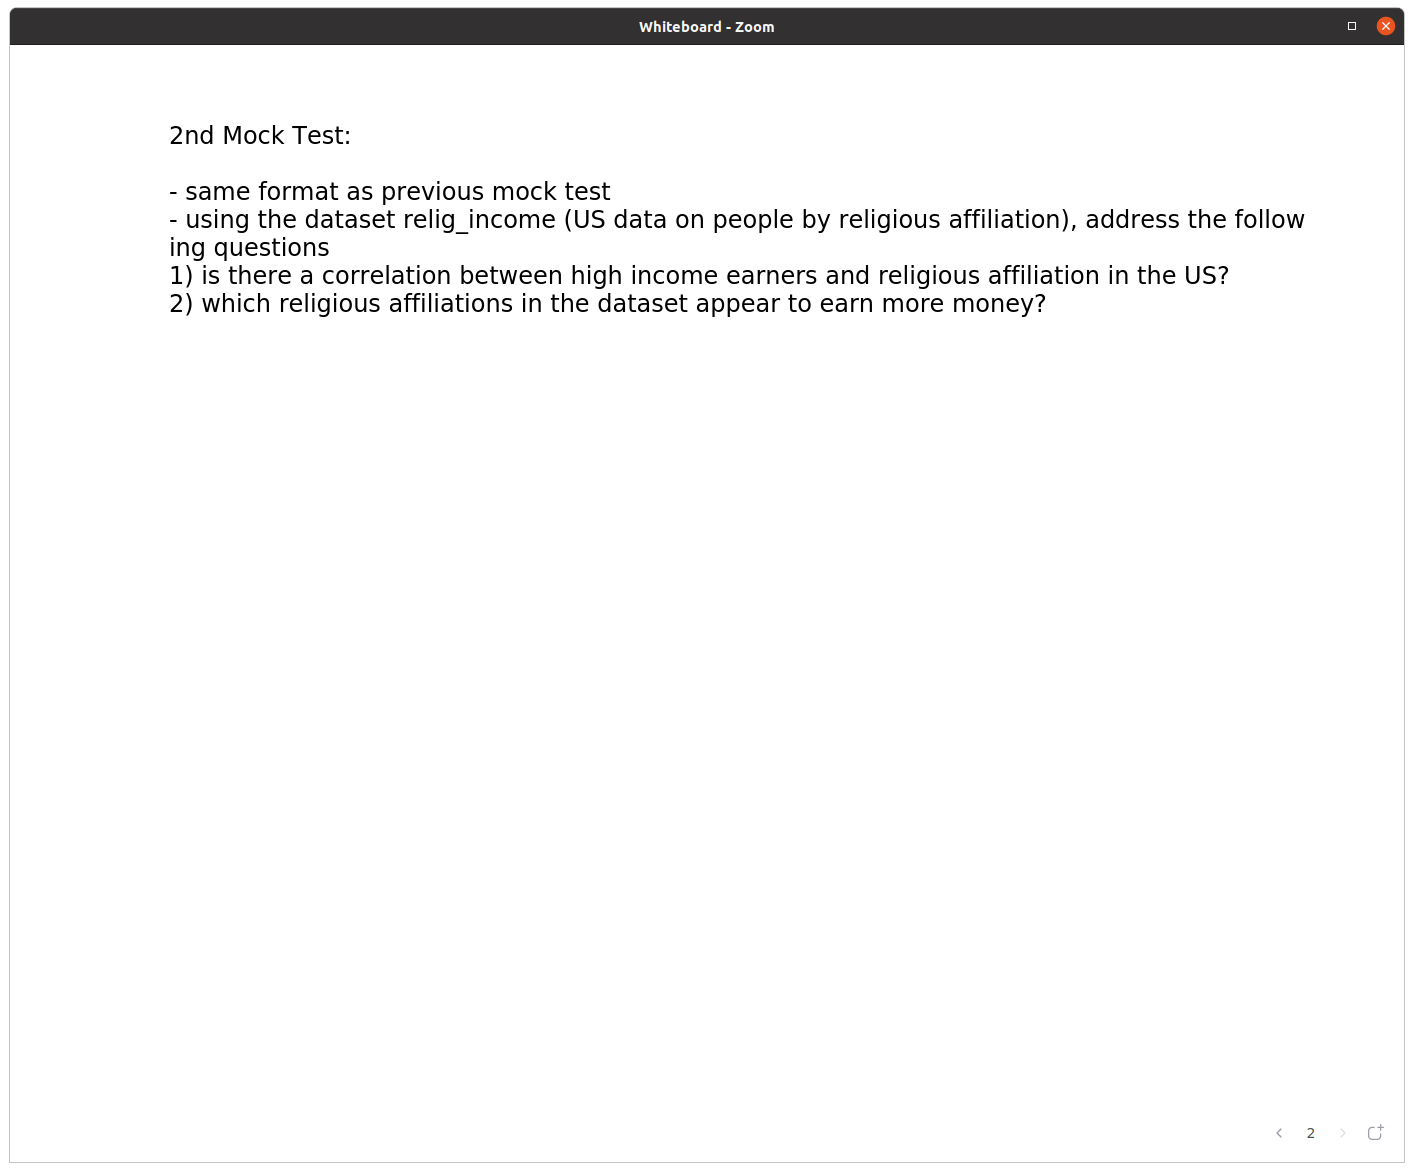 Whiteboard - Zoom
2nd Mock Test:
- same format as previous mock test
- using the dataset relig_income (US data on people by religious affiliation), address the follow
ing questions
1) is there a correlation between high income earners and religious affiliation in the US?
2) which religious affiliations in the dataset appear to earn more money?
2